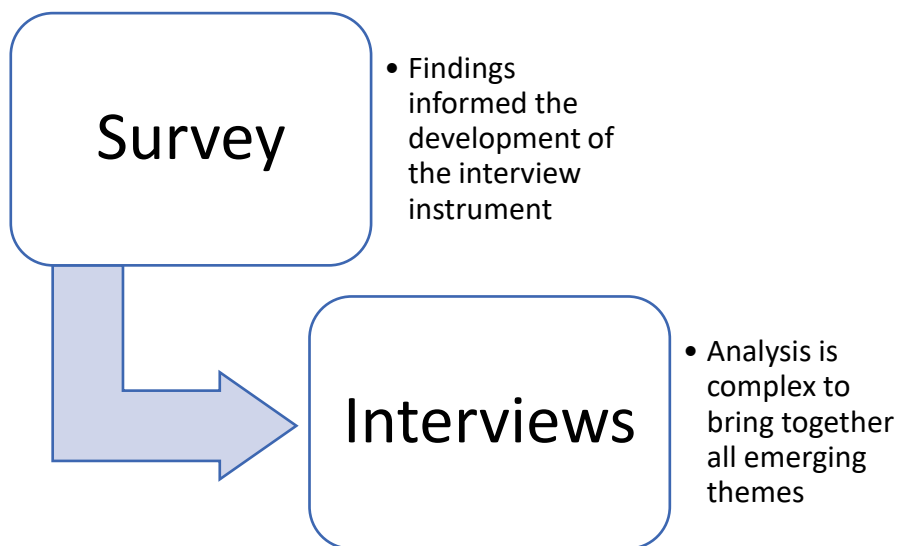 Survey
• Findings
informed the
development of
the interview
instrument
Interviews
• Analysis is
complex to
bring together
all emerging
themes